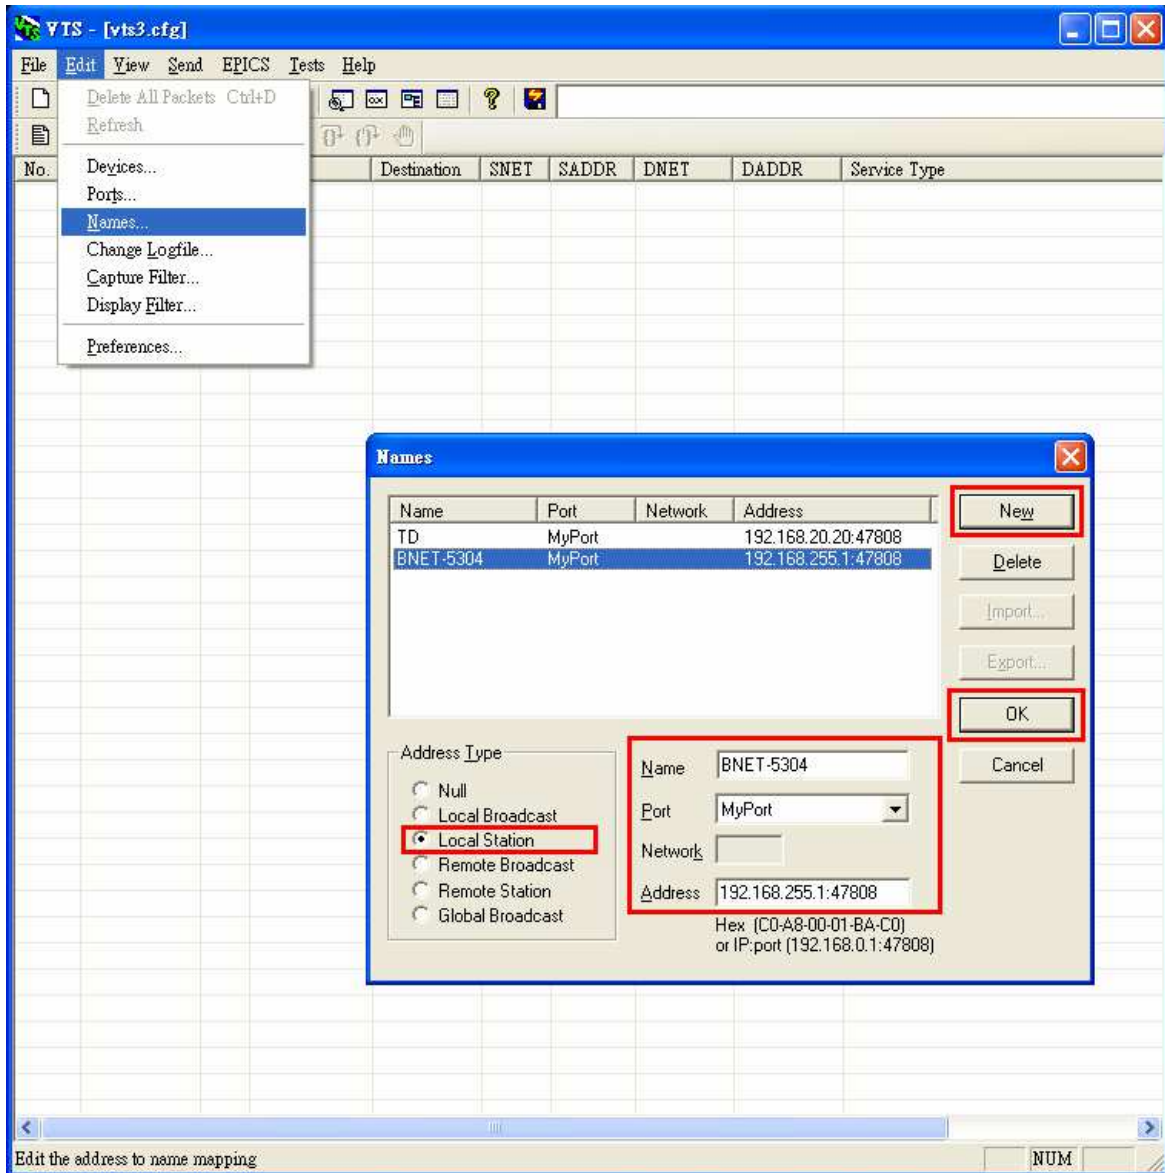 VTS - [vts3.cfg]
File Edit View Send EPICS Tests Help
Delete All Packets Ctrl+D
Refresh
No. Destination SNET SADDR DNET DADDR Service Type
Devices...
Ports...
Names...
Change Logfile...
Capture Filter...
Display Filter...
Preferences...
Names
Name Port Network Address
TD MyPort 192.168.20.20:47808
BNET-5304 MyPort 192.168.255.1:47808
New
Delete
Import...
Export...
OK
Cancel
Address Type
Null
Local Broadcast
Local Station
Remote Broadcast
Remote Station
Global Broadcast
Name BNET-5304
Port MyPort
Network
Address 192.168.255.1:47808
Hex (C0-A8-00-01-BA-C0)
or IP:port (192.168.0.1:47808)
Edit the address to name mapping NUM